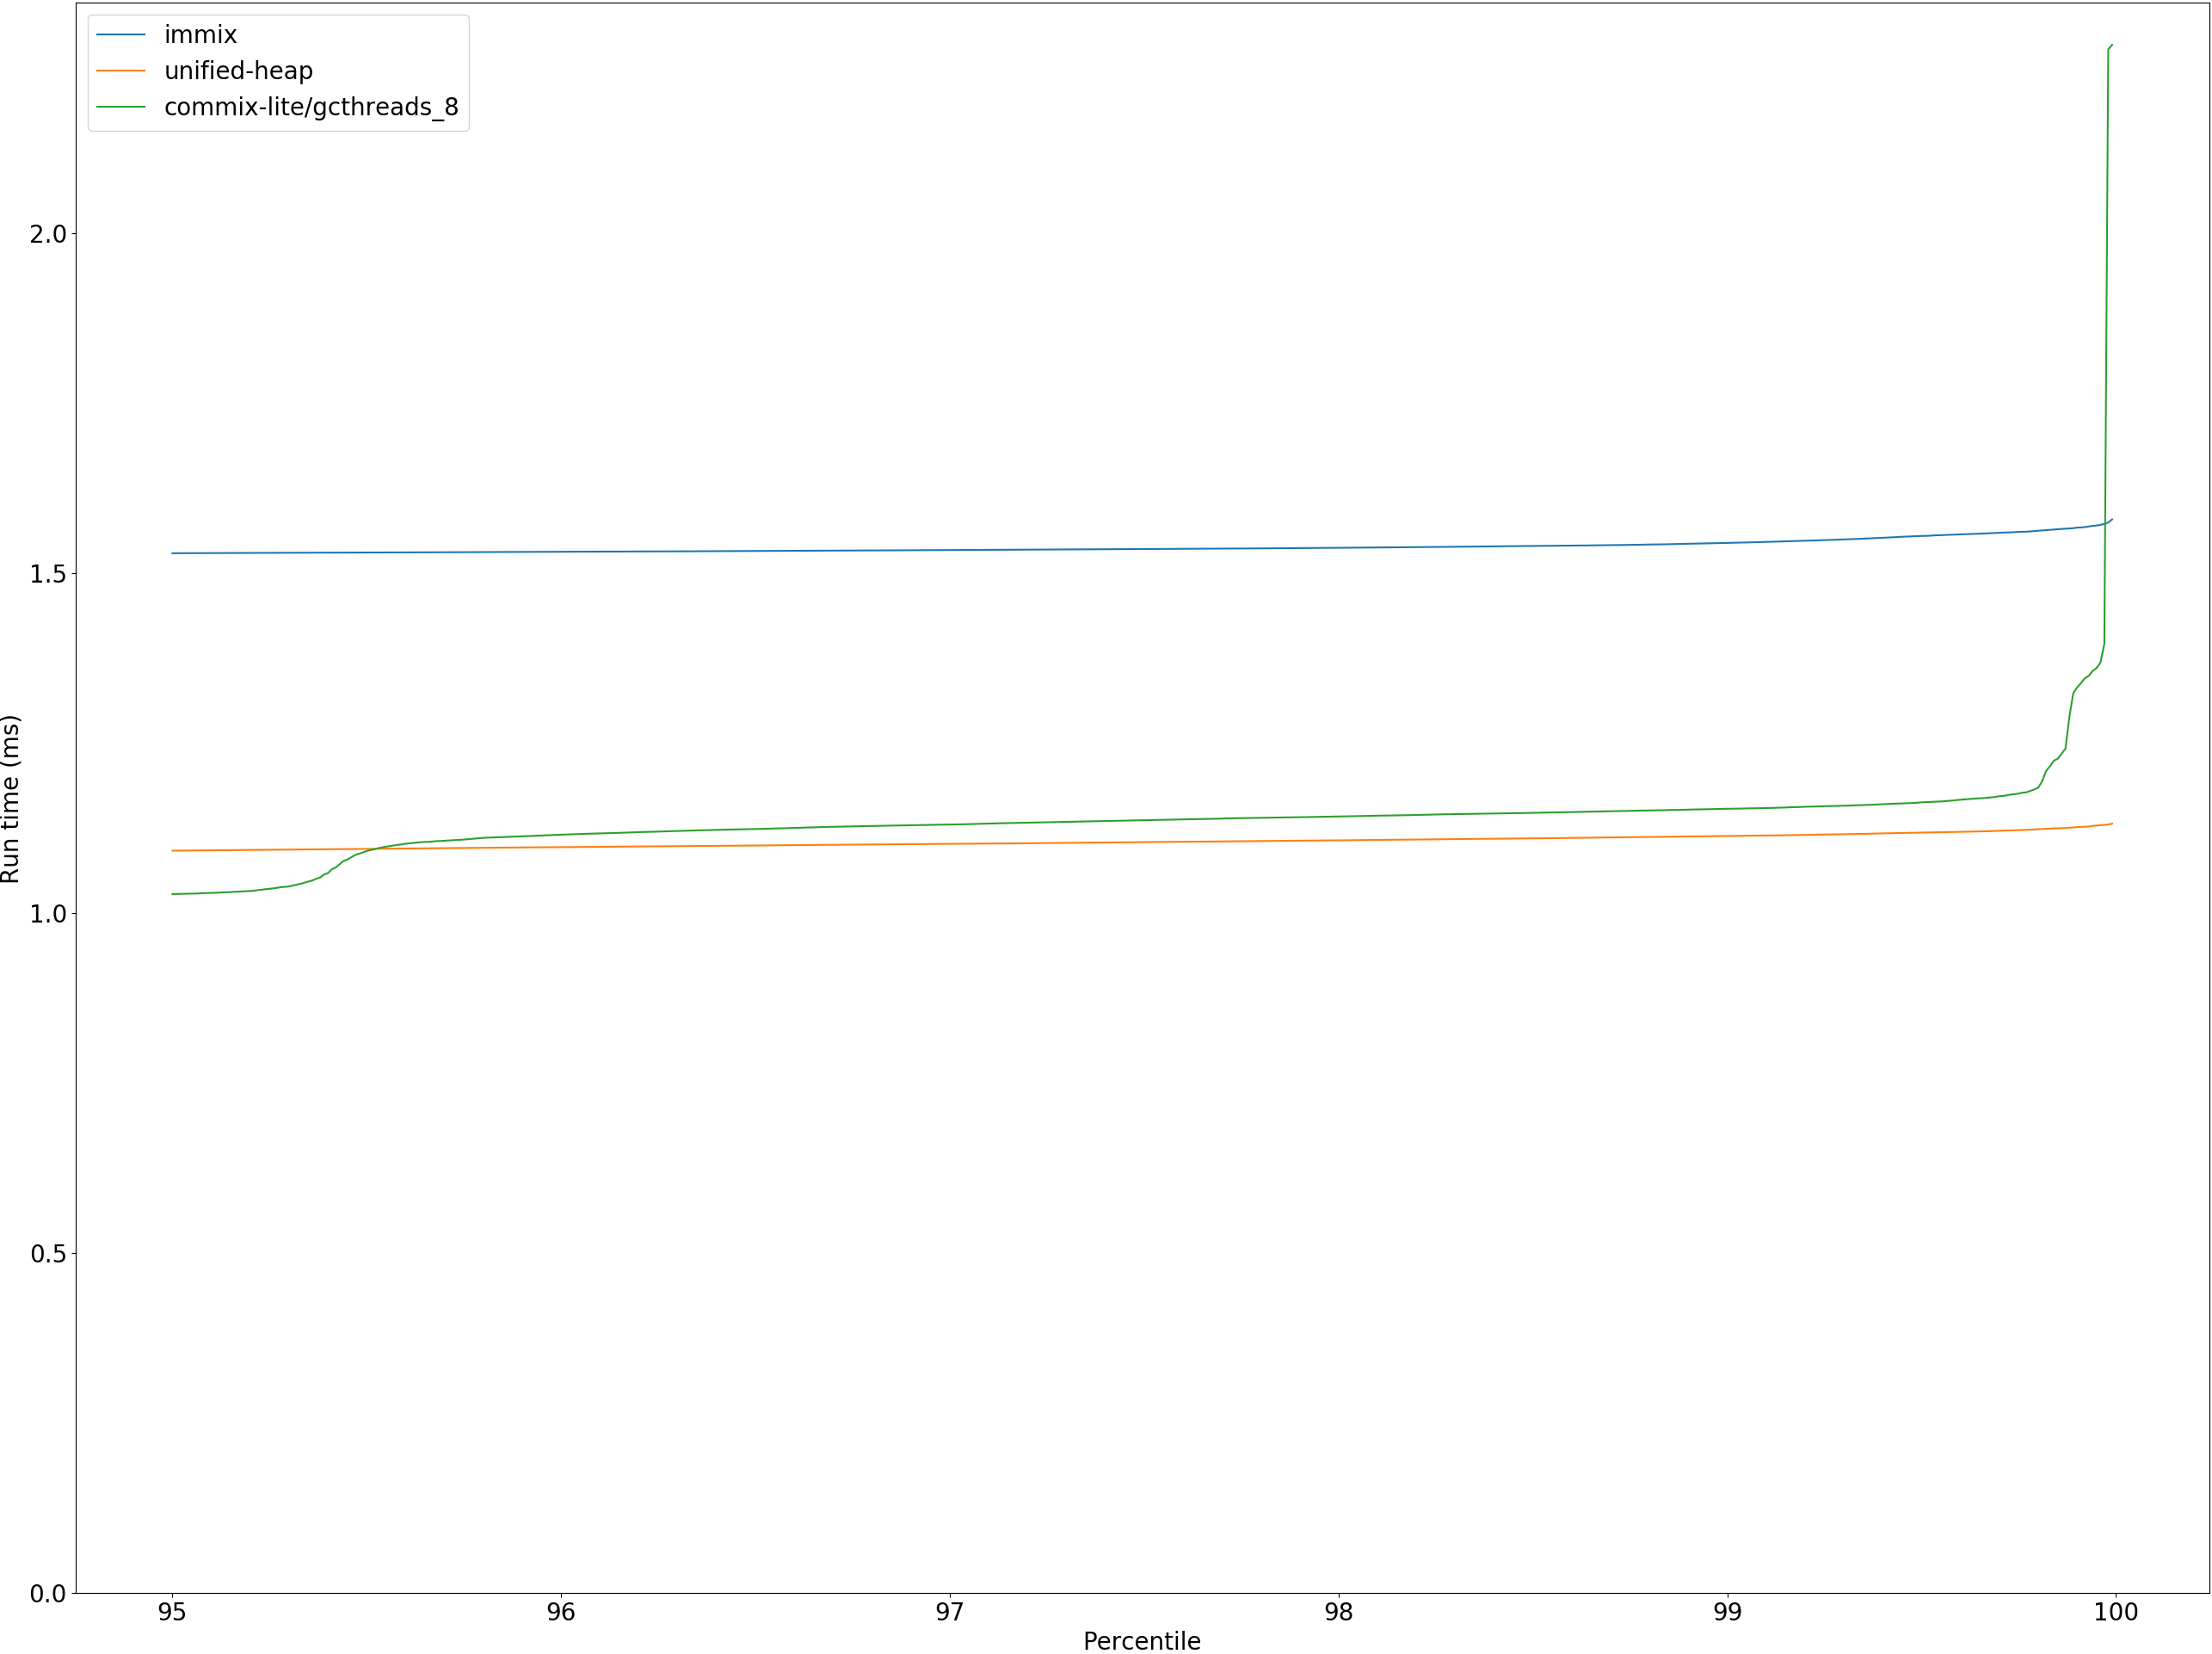 immix
unified-heap
commix-lite/gcthreads_8
Run time (ms)
2.0
1.5
1.0
0.5
0.0
95 96 97 98 99 100
Percentile